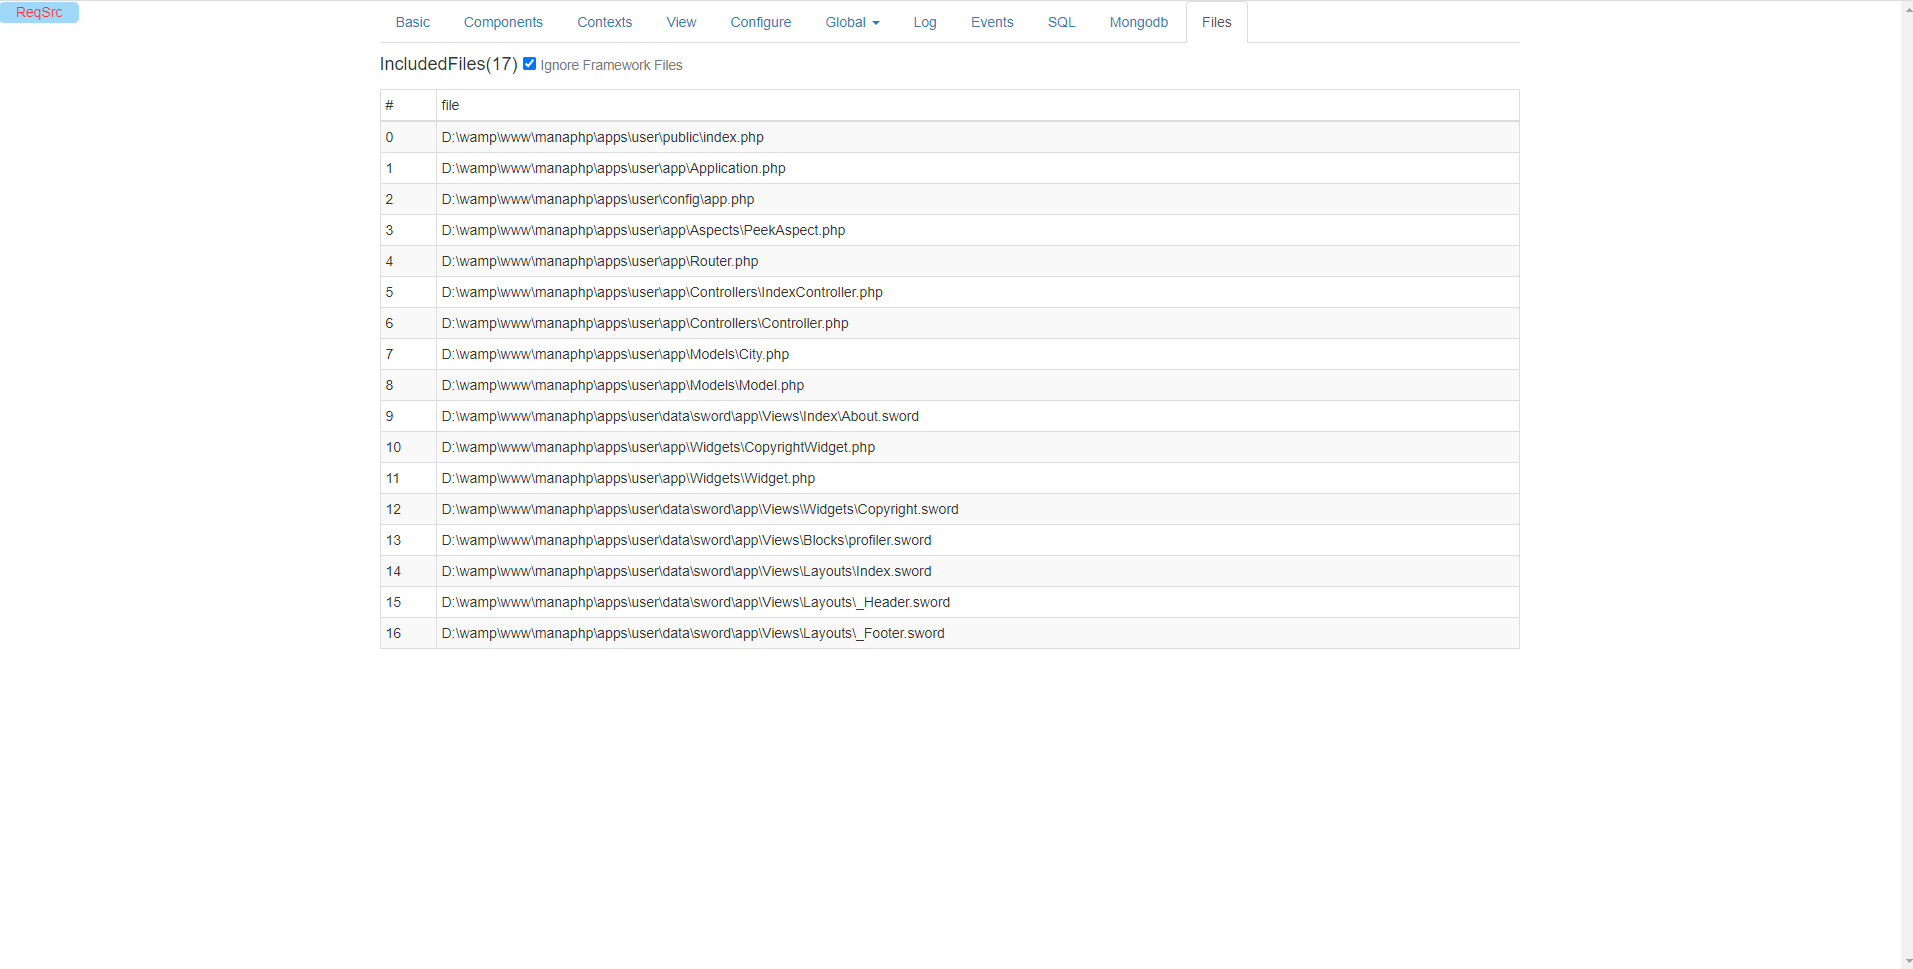 ReqSrc
Basic Components Contexts View Configure Global Log Events SQL Mongodb Files
IncludedFiles(17) Ignore Framework Files
# file
0 D:\wamp\www\manaphp\apps\user\public\index.php
1 D:\wamp\www\manaphp\apps\user\app\Application.php
2 D:\wamp\www\manaphp\apps\user\config\app.php
3 D:\wamp\www\manaphp\apps\user\app\Aspects\PeekAspect.php
4 D:\wamp\www\manaphp\apps\user\app\Router.php
5 D:\wamp\www\manaphp\apps\user\app\Controllers\IndexController.php
6 D:\wamp\www\manaphp\apps\user\app\Controllers\Controller.php
7 D:\wamp\www\manaphp\apps\user\app\Models\City.php
8 D:\wamp\www\manaphp\apps\user\app\Models\Model.php
9 D:\wamp\www\manaphp\apps\user\data\sword\app\Views\Index\About.sword
10 D:\wamp\www\manaphp\apps\user\app\Widgets\CopyrightWidget.php
11 D:\wamp\www\manaphp\apps\user\app\Widgets\Widget.php
12 D:\wamp\www\manaphp\apps\user\data\sword\app\Views\Widgets\Copyright.sword
13 D:\wamp\www\manaphp\apps\user\data\sword\app\Views\Blocks\profiler.sword
14 D:\wamp\www\manaphp\apps\user\data\sword\app\Views\Layouts\Index.sword
15 D:\wamp\www\manaphp\apps\user\data\sword\app\Views\Layouts\_Header.sword
16 D:\wamp\www\manaphp\apps\user\data\sword\app\Views\Layouts\_Footer.sword